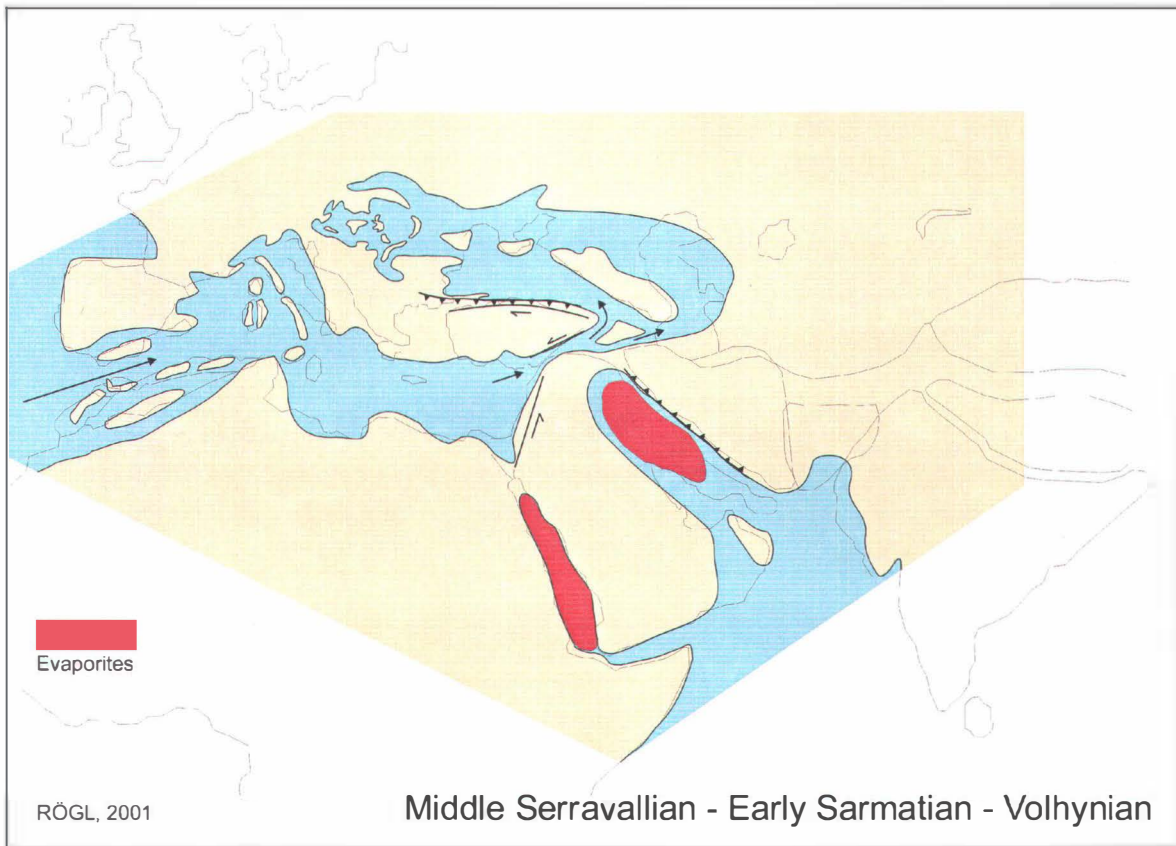 Evaporites
RÖGL, 2001
Middle Serravallian - Early Sarmatian - Volhynian